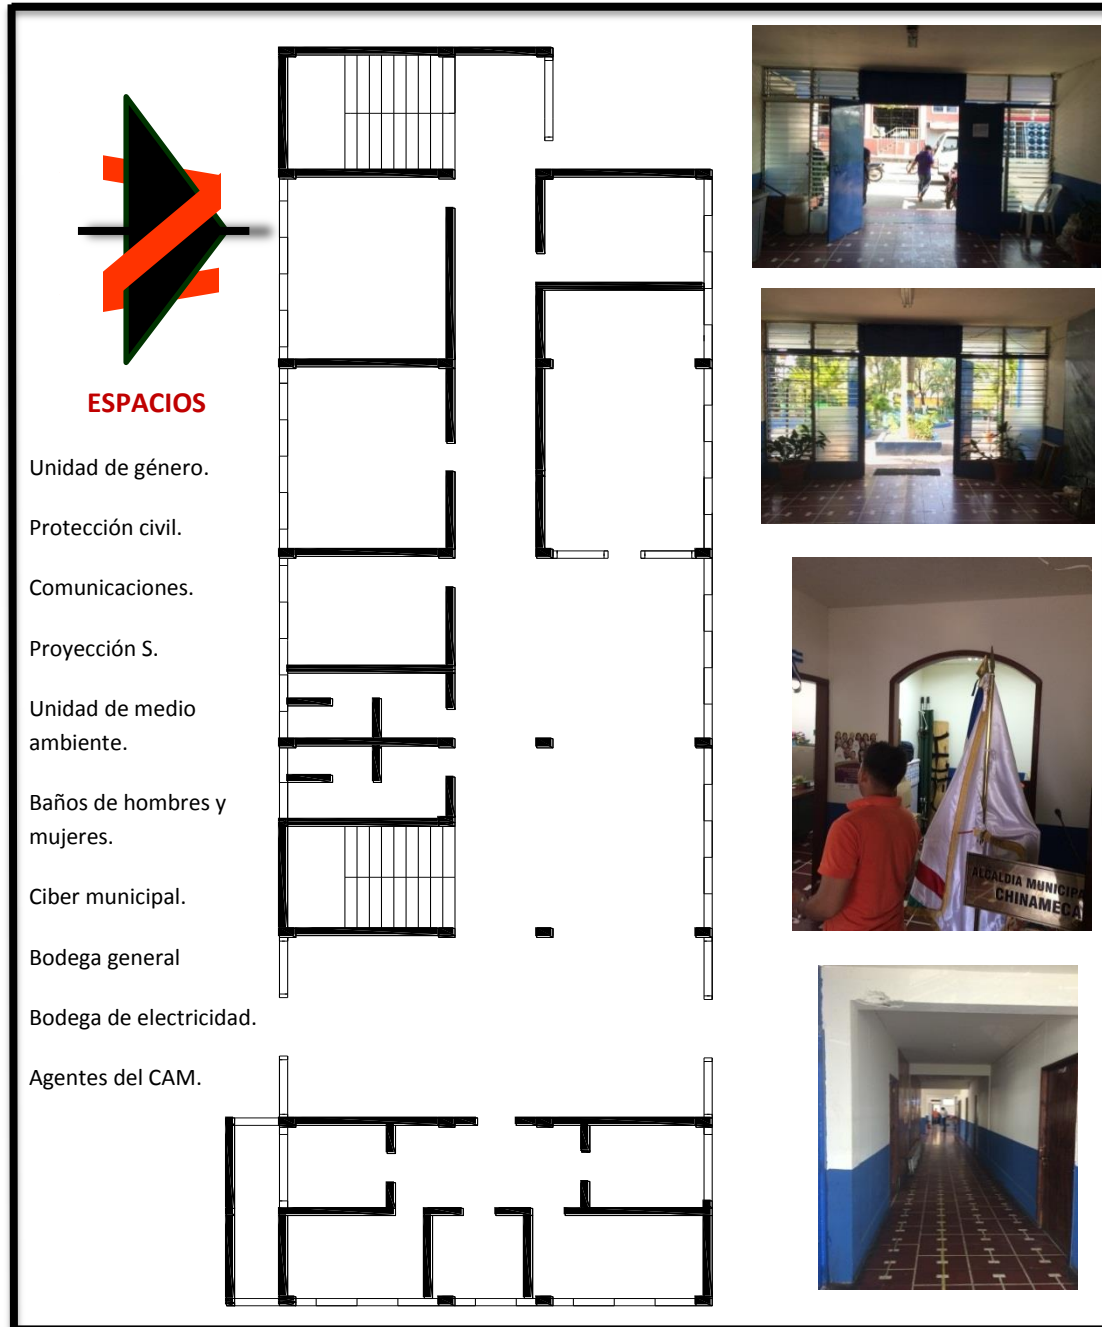 ESPACIOS
Unidad de género.
Protección civil.
Comunicaciones.
Proyección S.
Unidad de medio
ambiente.
Baños de hombres y
mujeres.
Ciber municipal.
Bodega general
Bodega de electricidad.
Agentes del CAM.
ALCALDIA MUNICIPA
CHINAMECA